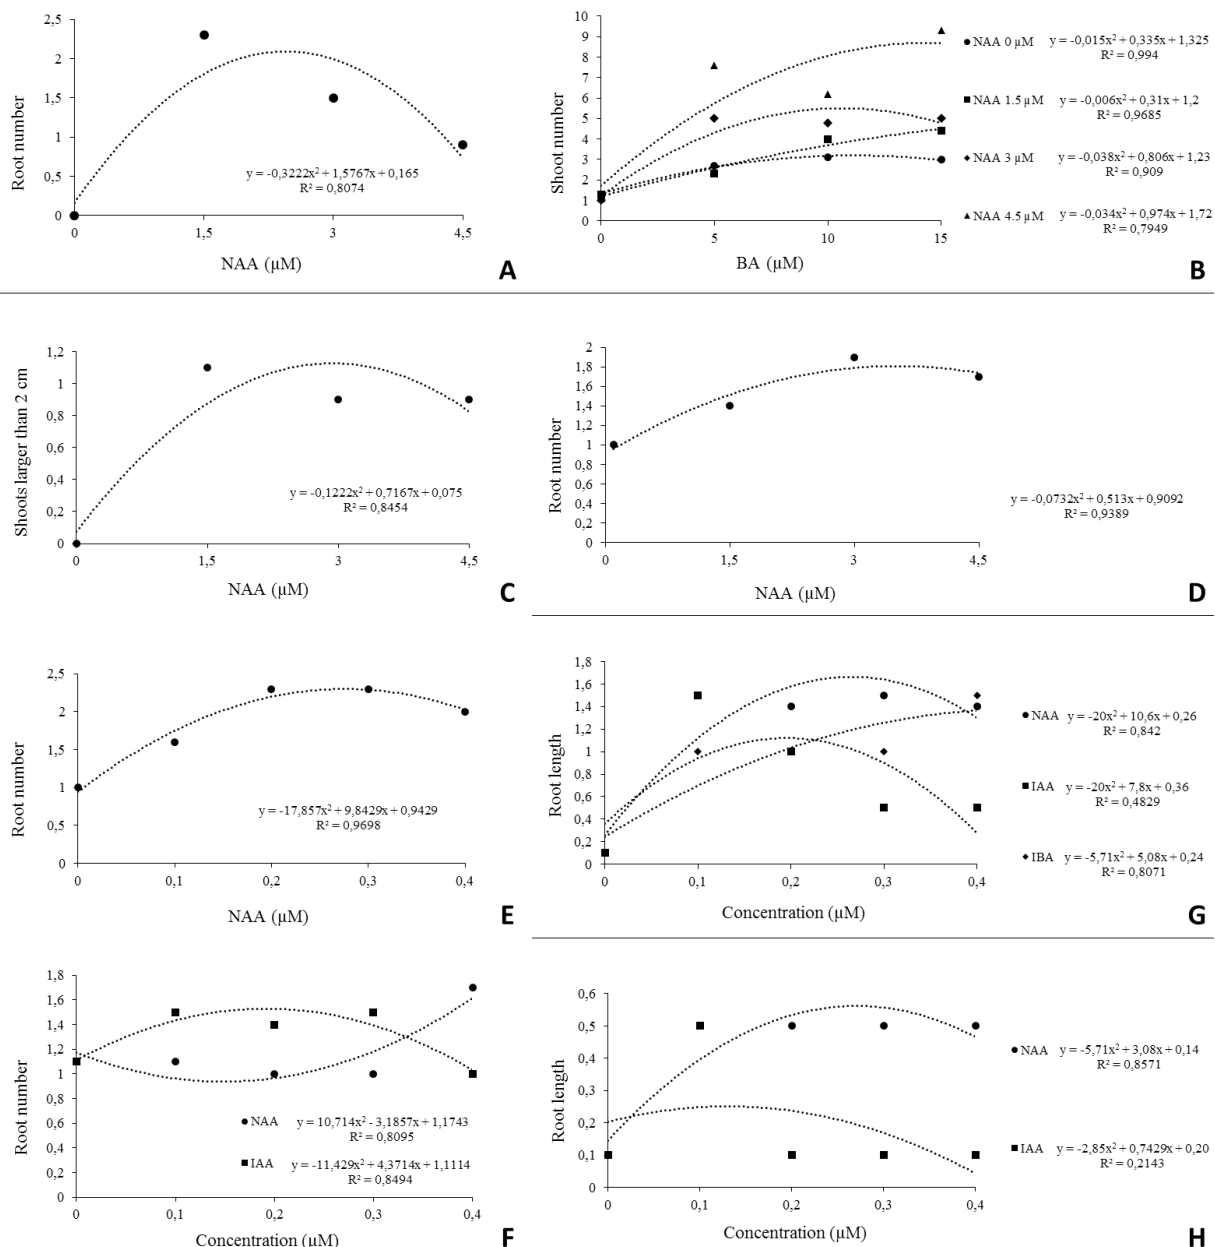 2,5
2
1,5
1
0,5
0
0
1,5
3
4,5
Root number
NAA (µM)
y = -0,3222x² + 1,5767x + 0,165
R² = 0,8074
A
10
9
8
7
6
5
4
3
2
1
0
0
5
10
15
Shoot number
BA (µM)
NAA 0 µM y = -0,015x² + 0,335x + 1,325
R² = 0,994
NAA 1.5 µM y = -0,006x² + 0,31x + 1,2
R² = 0,9685
NAA 3 µM y = -0,038x² + 0,806x + 1,23
R² = 0,909
NAA 4.5 µM y = -0,034x² + 0,974x + 1,72
R² = 0,7949
B
1,2
1
0,8
0,6
0,4
0,2
0
0
1,5
3
4,5
Shoots larger than 2 cm
NAA (µM)
y = -0,1222x² + 0,7167x + 0,075
R² = 0,8454
C
2
1,8
1,6
1,4
1,2
1
0,8
0,6
0,4
0,2
0
0
1,5
3
4,5
Root number
NAA (µM)
y = -0,0732x² + 0,513x + 0,9092
R² = 0,9389
D
2,5
2
1,5
1
0,5
0
0
0,1
0,2
0,3
0,4
Root number
NAA (µM)
y = -17,857x² + 9,8429x + 0,9429
R² = 0,9698
E
1,8
1,6
1,4
1,2
1
0,8
0,6
0,4
0,2
0
0
0,1
0,2
0,3
0,4
Root length
Concentration (µM)
NAA y = -20x² + 10,6x + 0,26
R² = 0,842
IAA y = -20x² + 7,8x + 0,36
R² = 0,4829
IBA y = -5,71x² + 5,08x + 0,24
R² = 0,8071
G
1,8
1,6
1,4
1,2
1
0,8
0,6
0,4
0,2
0
0
0,1
0,2
0,3
0,4
Root number
Concentration (µM)
NAA y = 10,714x² - 3,1857x + 1,1743
R² = 0,8095
IAA y = -11,429x² + 4,3714x + 1,1114
R² = 0,8494
F
0,6
0,5
0,4
0,3
0,2
0,1
0
0
0,1
0,2
0,3
0,4
Root length
Concentration (µM)
NAA y = -5,71x² + 3,08x + 0,14
R² = 0,8571
IAA y = -2,85x² + 0,7429x + 0,20
R² = 0,2143
H